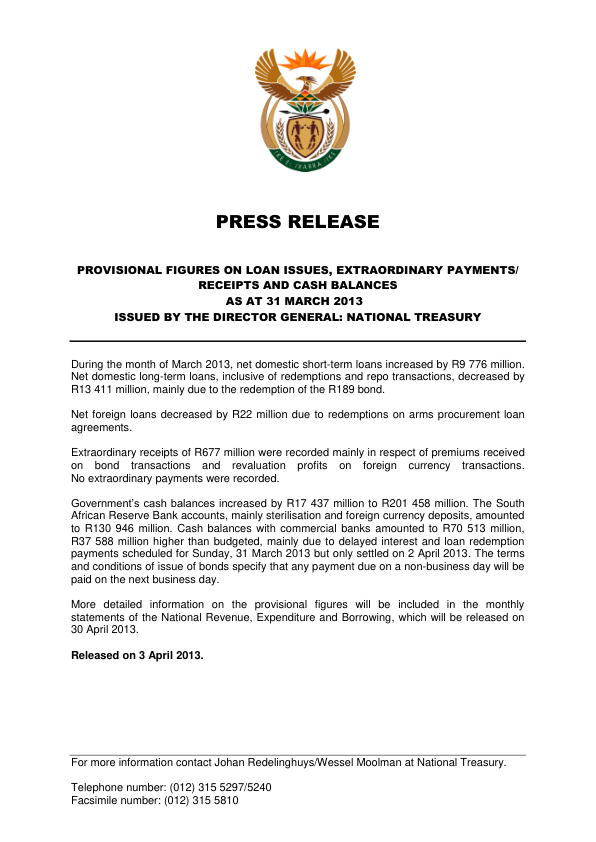 !KE E: /XARRA //KE
PRESS RELEASE
PROVISIONAL FIGURES ON LOAN ISSUES, EXTRAORDINARY PAYMENTS/
RECEIPTS AND CASH BALANCES
AS AT 31 MARCH 2013
ISSUED BY THE DIRECTOR GENERAL: NATIONAL TREASURY
During the month of March 2013, net domestic short-term loans increased by R9 776 million.
Net domestic long-term loans, inclusive of redemptions and repo transactions, decreased by
R13 411 million, mainly due to the redemption of the R189 bond.
Net foreign loans decreased by R22 million due to redemptions on arms procurement loan
agreements.
Extraordinary receipts of R677 million were recorded mainly in respect of premiums received
on bond transactions and revaluation profits on foreign currency transactions.
No extraordinary payments were recorded.
Government’s cash balances increased by R17 437 million to R201 458 million. The South
African Reserve Bank accounts, mainly sterilisation and foreign currency deposits, amounted
to R130 946 million. Cash balances with commercial banks amounted to R70 513 million,
R37 588 million higher than budgeted, mainly due to delayed interest and loan redemption
payments scheduled for Sunday, 31 March 2013 but only settled on 2 April 2013. The terms
and conditions of issue of bonds specify that any payment due on a non-business day will be
paid on the next business day.
More detailed information on the provisional figures will be included in the monthly
statements of the National Revenue, Expenditure and Borrowing, which will be released on
30 April 2013.
Released on 3 April 2013.
For more information contact Johan Redelinghuys/Wessel Moolman at National Treasury.
Telephone number: (012) 315 5297/5240
Facsimile number: (012) 315 5810